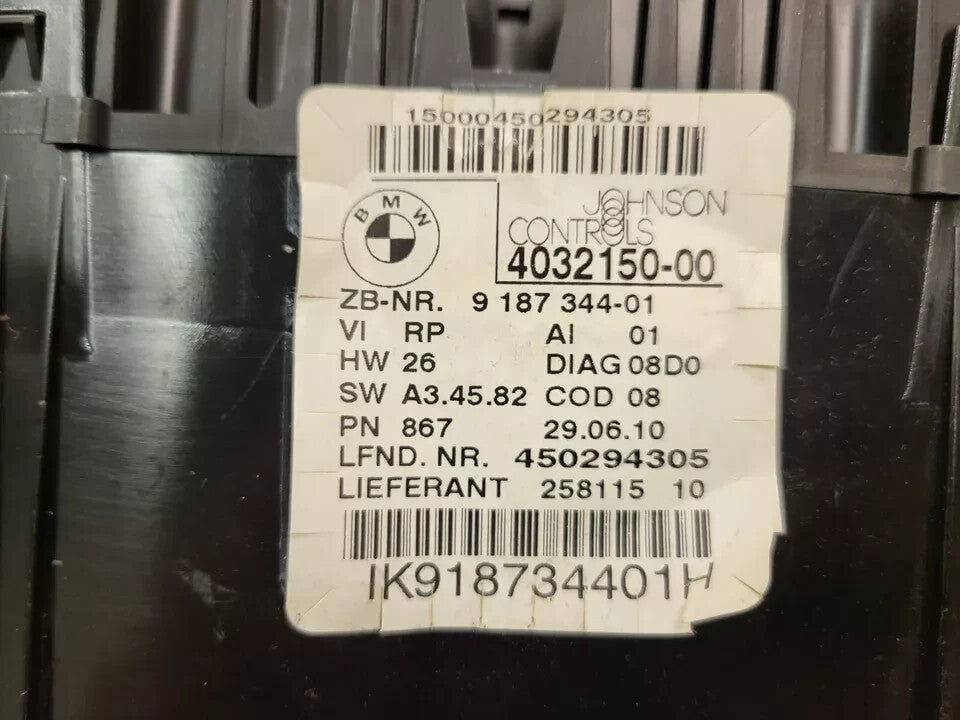 15000450294305
BMW
JOHNSON
CONTROLS
4032150-00
ZB-NR. 9 187 344-01
VI RP AI 01
HW 26 DIAG 08D0
SW A3.45.82 COD 08
PN 867 29.06.10
LFND. NR. 450294305
LIEFERANT 258115 10
IK918734401H